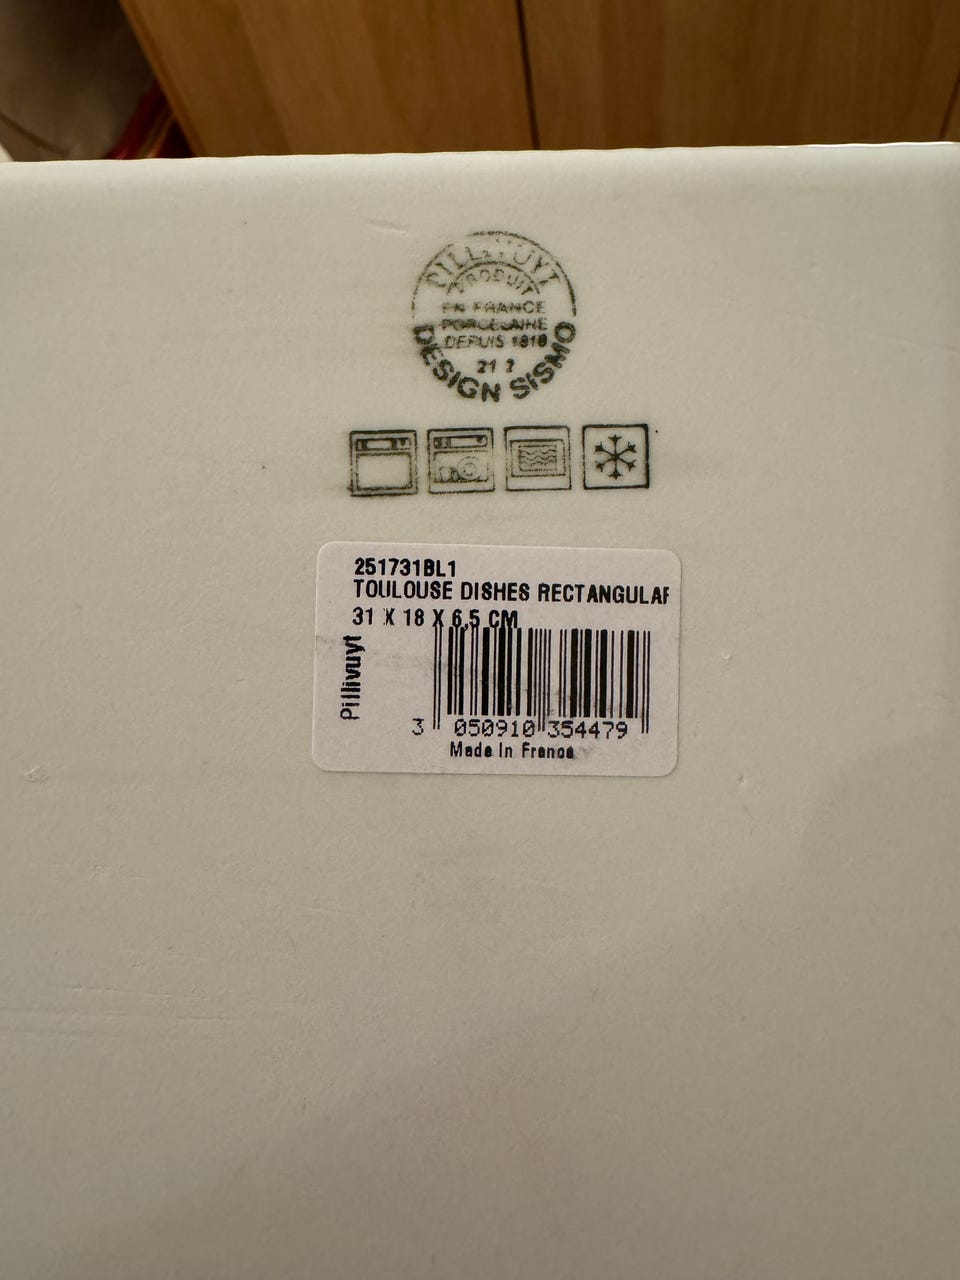 PILLIVUYT
PRODUIT
EN FRANCE
PORCELAINE
DEPUIS 1818
21 2
DESIGN SISMO
251731BL1
TOULOUSE DISHES RECTANGULAR
31 X 18 X 6,5 CM
Pillivuyt
3 050910 354479
Made In France